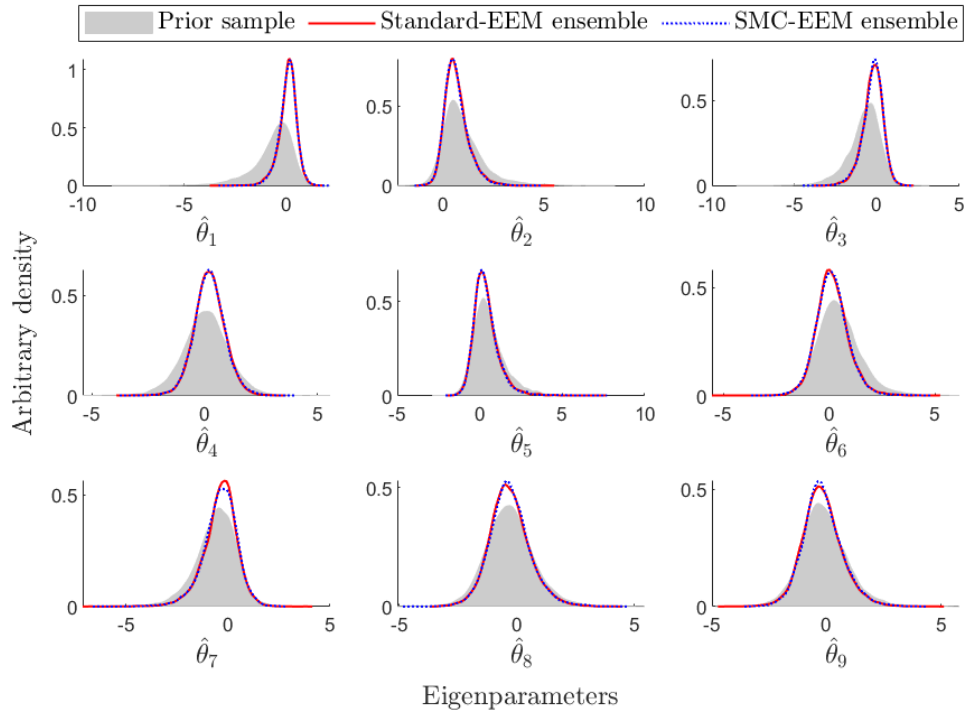 Prior sample Standard-EEM ensemble SMC-EEM ensemble
Arbitrary density
1
0.5
0
-10 -5 0
θ̂1
0.5
0
0 5 10
θ̂2
0.5
0
-10 -5 0 5
θ̂3
0.5
0
-5 0 5
θ̂4
0.5
0
-5 0 5 10
θ̂5
0.5
0
0 5
θ̂6
0.5
0
-5 0 5
θ̂7
0.5
0
-5 0 5
θ̂8
0.5
0
-5 0 5
θ̂9
Eigenparameters